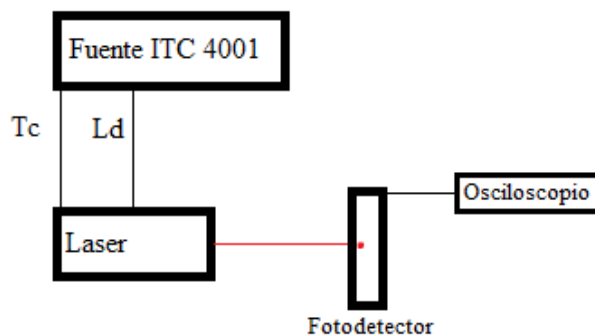 Fuente ITC 4001
Tc
Ld
Osciloscopio
Laser
Fotodetector